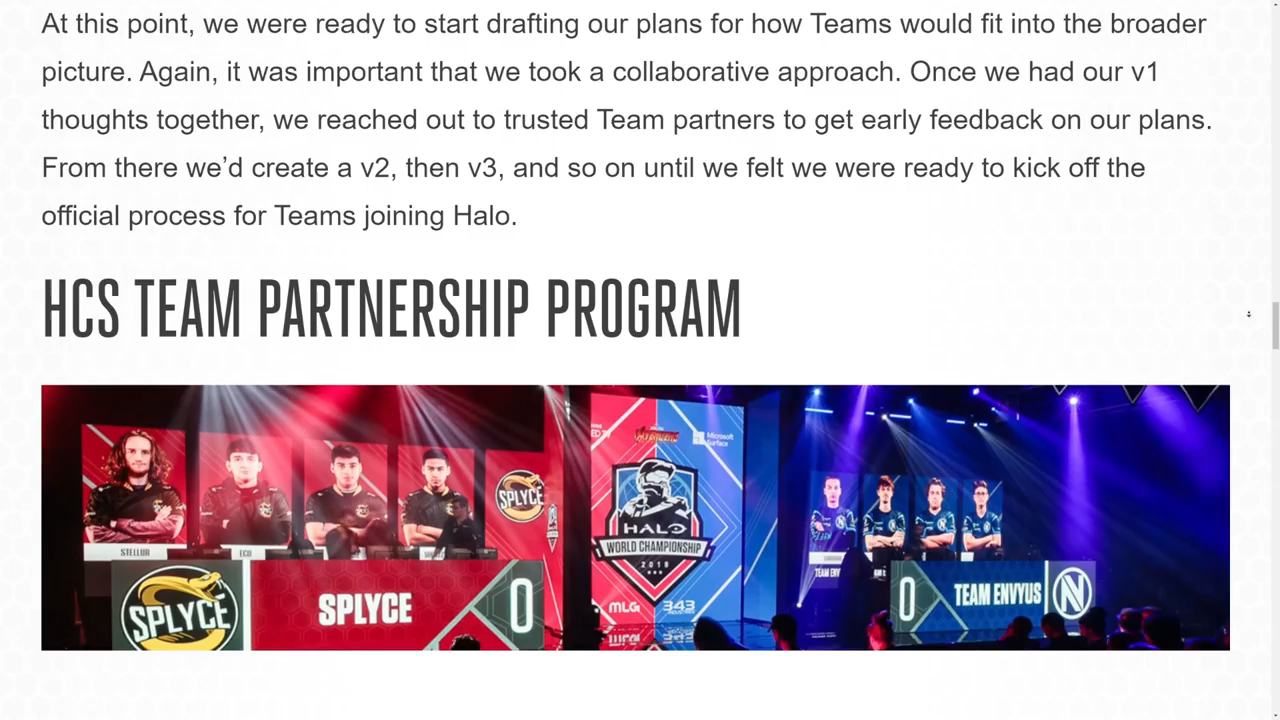 At this point, we were ready to start drafting our plans for how Teams would fit into the broader
picture. Again, it was important that we took a collaborative approach. Once we had our v1
thoughts together, we reached out to trusted Team partners to get early feedback on our plans.
From there we’d create a v2, then v3, and so on until we felt we were ready to kick off the
official process for Teams joining Halo.
HCS TEAM PARTNERSHIP PROGRAM
AVENGERS
Microsoft
Surface
SPLYCE
HALO
WORLD CHAMPIONSHIP
2018
STELLUR
ECO
TEAM ENV
SPLYCE
SPLYCE
0
MLG
343
INDUSTRIES
0
TEAM ENVYUS